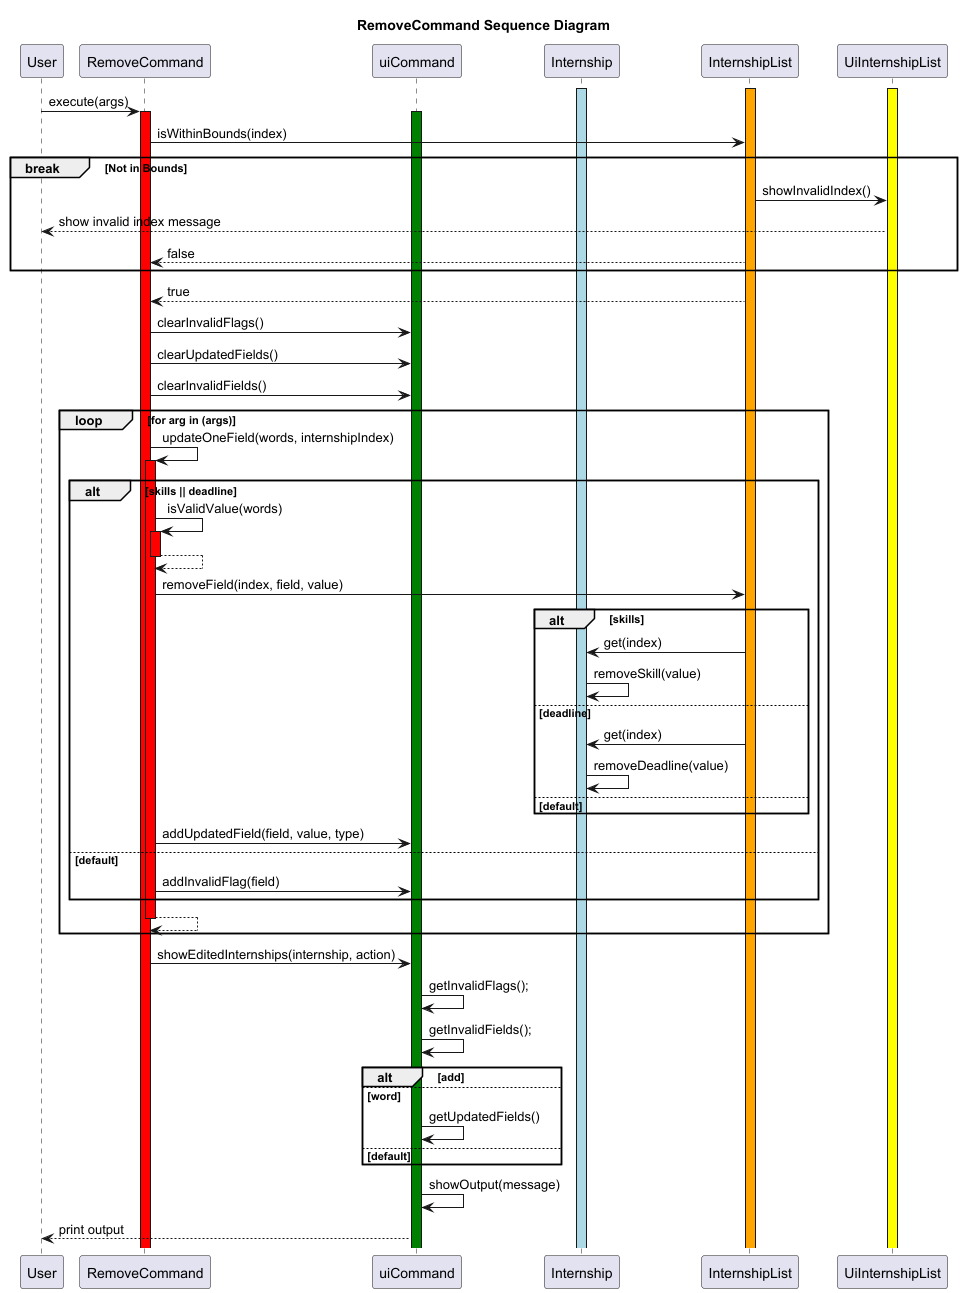 RemoveCommand Sequence Diagram
User RemoveCommand uiCommand Internship InternshipList UiInternshipList
execute(args)
isWithinBounds(index)
break [Not in Bounds]
showInvalidIndex()
show invalid index message
false
true
clearInvalidFlags()
clearUpdatedFields()
clearInvalidFields()
loop [for arg in (args)]
updateOneField(words, internshipIndex)
alt [skills || deadline]
isValidValue(words)
removeField(index, field, value)
alt [skills]
get(index)
removeSkill(value)
[deadline]
get(index)
removeDeadline(value)
[default]
addUpdatedField(field, value, type)
[default]
addInvalidFlag(field)
showEditedInternships(internship, action)
getInvalidFlags();
getInvalidFields();
alt [add]
[word]
getUpdatedFields()
[default]
showOutput(message)
print output
User RemoveCommand uiCommand Internship InternshipList UiInternshipList